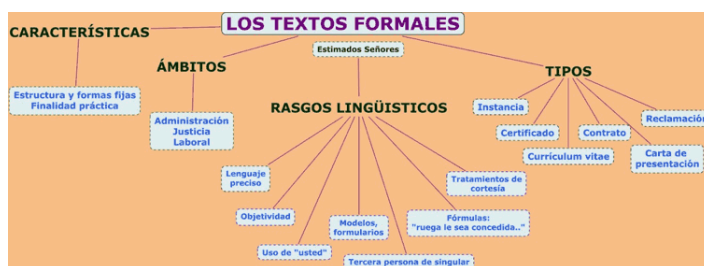 LOS TEXTOS FORMALES
CARACTERÍSTICAS
Estructura y formas fijas
Finalidad práctica
ÁMBITOS
Administración
Justicia
Laboral
Estimados Señores
RASGOS LINGÜISTICOS
Lenguaje
preciso
Objetividad
Uso de "usted"
Modelos,
formularios
Tercera persona de singular
Fórmulas:
"ruega le sea concedida.."
Tratamientos de
cortesía
TIPOS
Instancia
Certificado
Currículum vitae
Contrato
Carta de
presentación
Reclamación